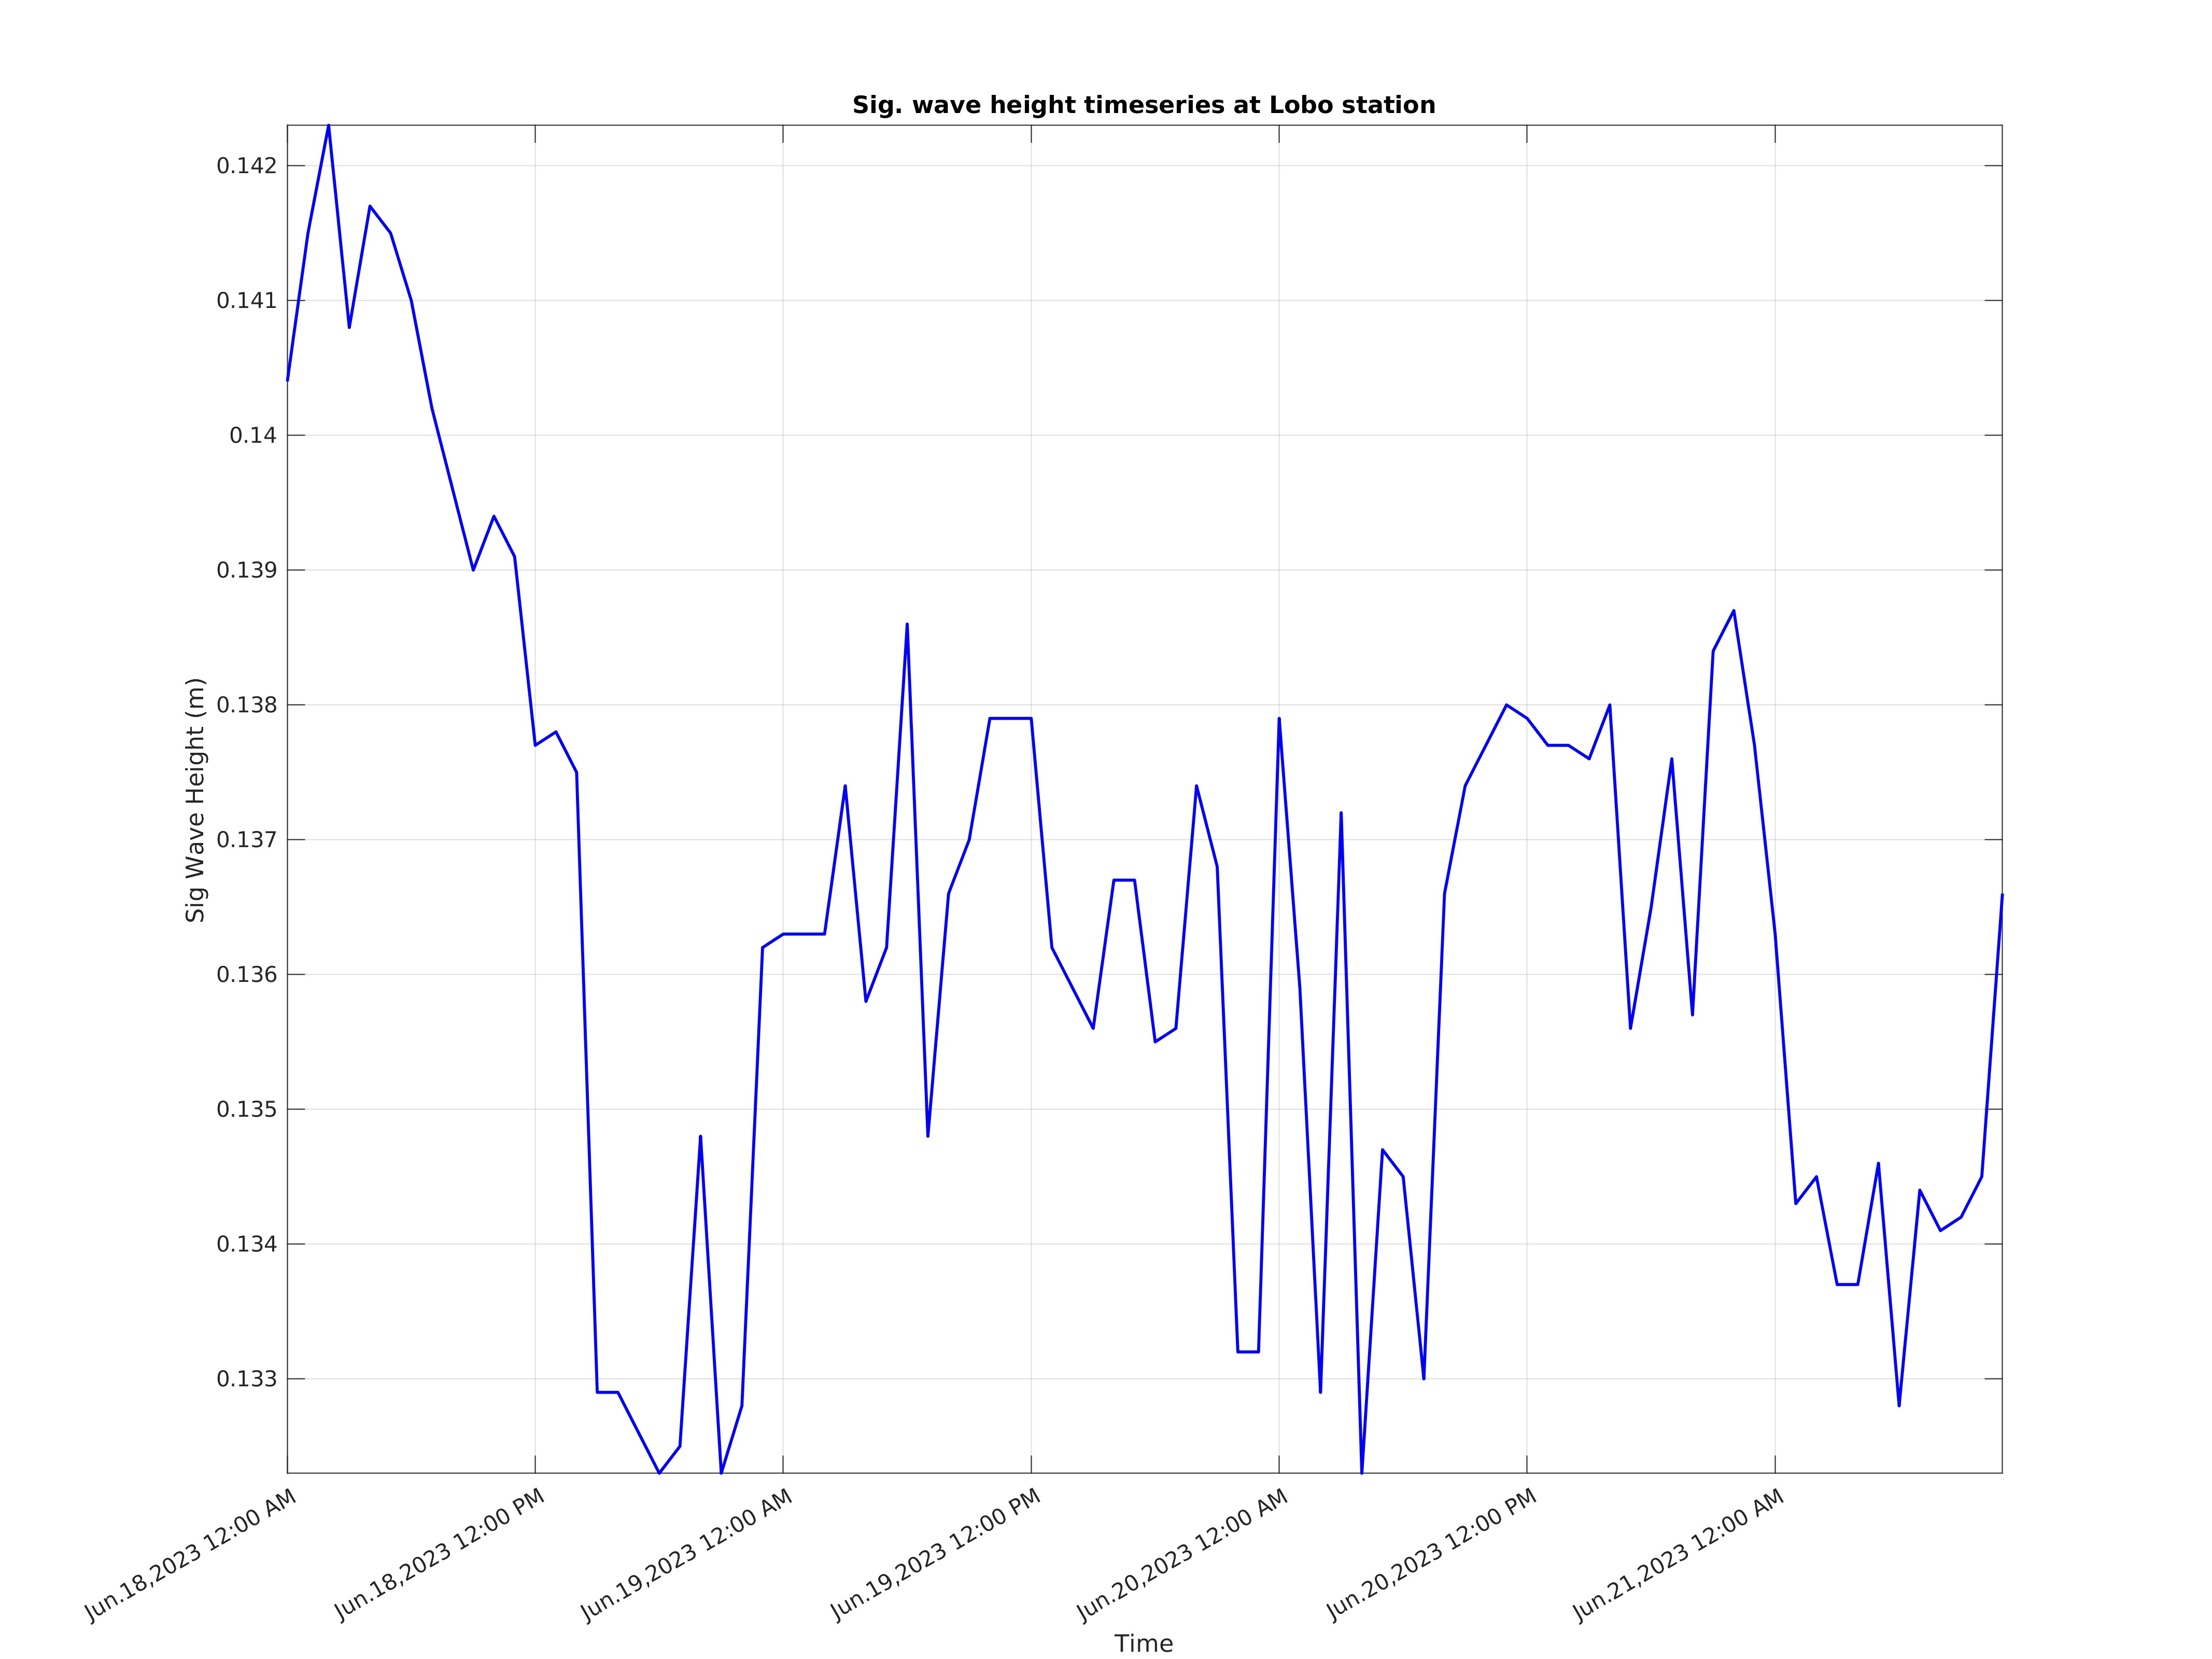 Sig. wave height timeseries at Lobo station
0.142
0.141
0.14
0.139
0.138
0.137
0.136
0.135
0.134
0.133
Sig Wave Height (m)
Jun.18,2023 12:00 AM
Jun.18,2023 12:00 PM
Jun.19,2023 12:00 AM
Jun.19,2023 12:00 PM
Jun.20,2023 12:00 AM
Jun.20,2023 12:00 PM
Jun.21,2023 12:00 AM
Time